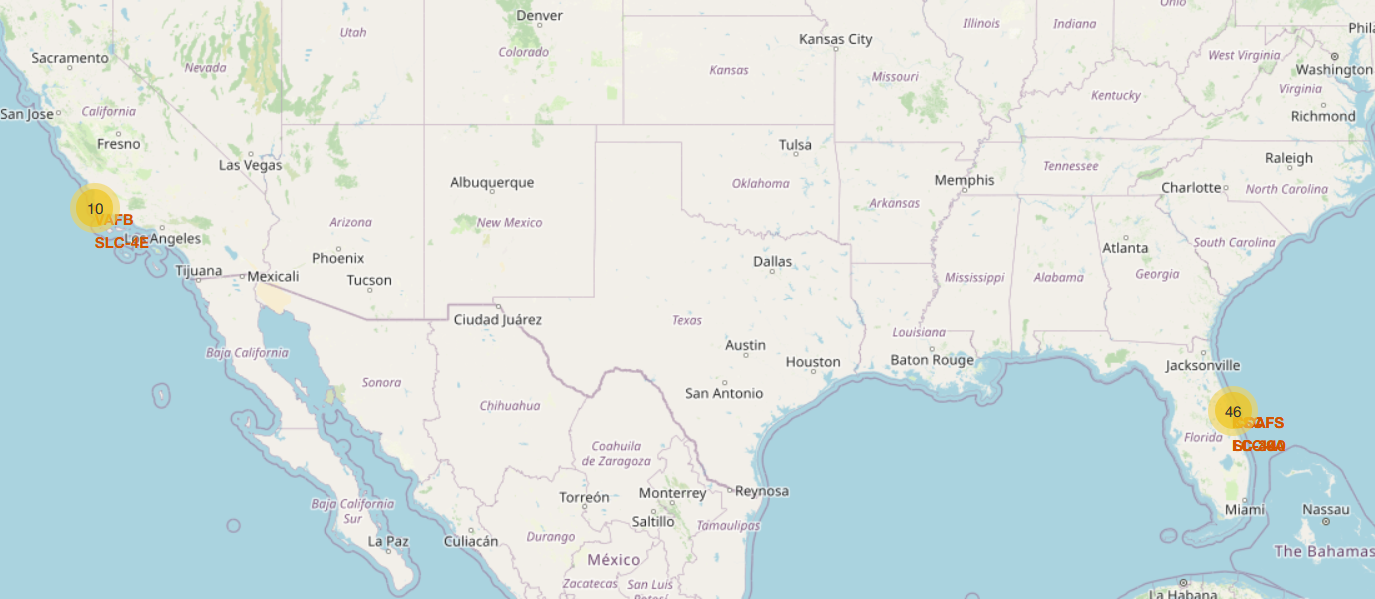 Denver
Ohio
Utah
Illinois
Indiana
Kansas City
Phila
Sacramento
Colorado
West Virginia
Nevada
Kansas
Missouri
Washington
Virginia
Kentucky
San Jose
California
Richmond
Fresno
Tulsa
Las Vegas
Raleigh
Tennessee
Albuquerque
Oklahoma
Memphis
Charlotte
North Carolina
10
Arkansas
VAFB
Arizona
New Mexico
SLC-4E
Los Angeles
Atlanta
South Carolina
Phoenix
Dallas
Tijuana
Mexicali
Tucson
Mississippi
Alabama
Georgia
Ciudad Juárez
Texas
Louisiana
Austin
Baja California
Houston
Baton Rouge
Jacksonville
Sonora
San Antonio
Chihuahua
46
Florida
Coahuila
de Zaragoza
Monterrey
Reynosa
Torreón
Baja California
Sur
Saltillo
Tamaulipas
Miami
Nassau
Durango
La Paz
Culiacán
México
The Bahamas
Zacatecas
San Luis
La Habana